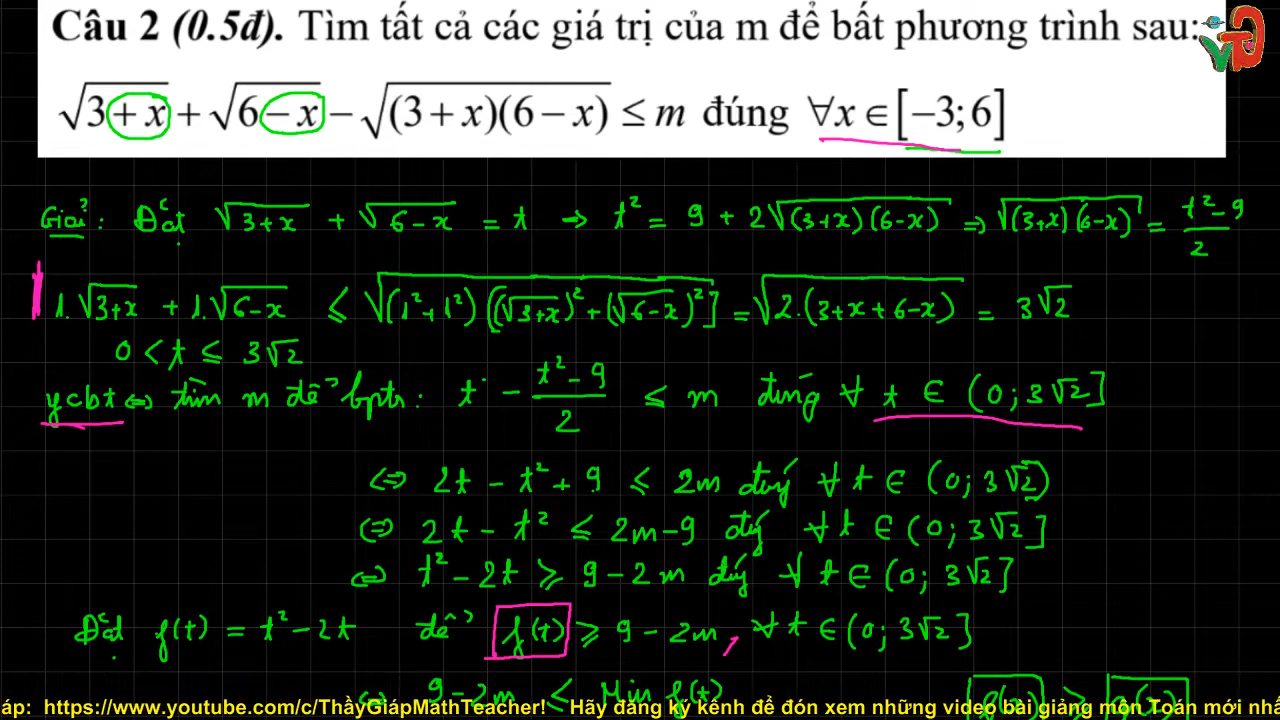 Câu 2 (0.5đ). Tìm tất cả các giá trị của m để bất phương trình sau:
√(3+x) + √(6−x) − √((3+x)(6−x)) ≤ m đúng ∀x ∈ [−3;6]
Giải: Đặt √(3+x) + √(6−x) = t → t² = 9 + 2√((3+x)(6−x)) ⇒ √((3+x)(6−x)) = (t²−9)/2
1.√(3+x) + 1.√(6−x) ≤ √((1²+1²)((√(3+x))²+(√(6−x))²]) = √(2.(3+x+6−x)) = 3√2
0 < t ≤ 3√2
ycbt ⇔ tìm m để bptr: t − (t²−9)/2 ≤ m đúng ∀ t ∈ (0; 3√2]
⇔ 2t − t² + 9 ≤ 2m đúng ∀ t ∈ (0; 3√2)
⇔ 2t − t² ≤ 2m−9 đúng ∀ t ∈ (0; 3√2]
⇔ t² − 2t ≥ 9 − 2m đúng ∀ t ∈ (0; 3√2]
Đặt f(t) = t² − 2t để f(t) ≥ 9 − 2m, ∀ t ∈ (0; 3√2]
⇔ 9 − 2m ≤ Min f(t)
áp: https://www.youtube.com/c/ThầyGiápMathTeacher! Hãy đăng ký kênh để đón xem những video bài giảng môn Toán mới nhấ